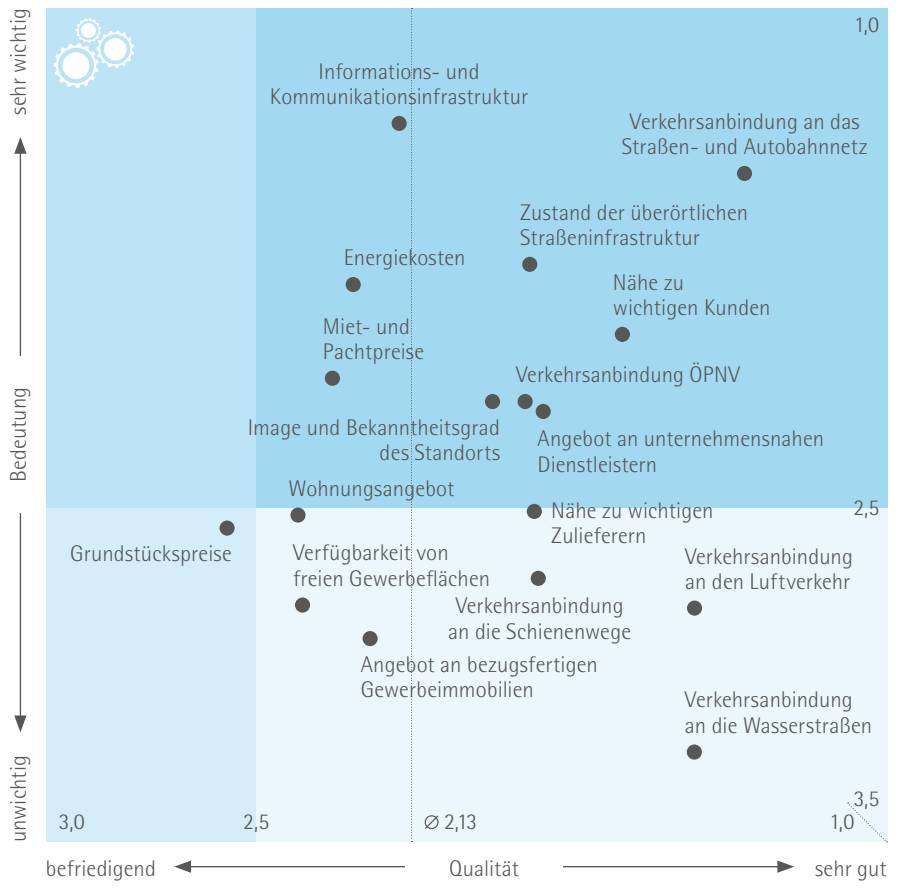 sehr wichtig
1,0
Informations- und
Kommunikationsinfrastruktur
Verkehrsanbindung an das
Straßen- und Autobahnnetz
Zustand der überörtlichen
Straßeninfrastruktur
Energiekosten
Nähe zu
wichtigen Kunden
Miet- und
Pachtpreise
Verkehrsanbindung ÖPNV
Image und Bekanntheitsgrad
des Standorts
Angebot an unternehmensnahen
Dienstleistern
Bedeutung
Wohnungsangebot
2,5
Nähe zu wichtigen
Zulieferern
Grundstückspreise
Verfügbarkeit von
freien Gewerbeflächen
Verkehrsanbindung
an den Luftverkehr
Verkehrsanbindung
an die Schienenwege
Angebot an bezugsfertigen
Gewerbeimmobilien
Verkehrsanbindung
an die Wasserstraßen
unwichtig
3,5
3,0
2,5
Ø 2,13
1,0
befriedigend
Qualität
sehr gut